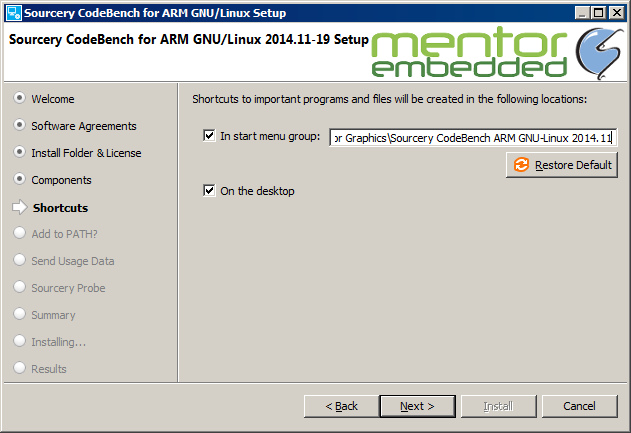 Sourcery CodeBench for ARM GNU/Linux Setup
Sourcery CodeBench for ARM GNU/Linux 2014.11-19 Setup
mentor
embedded
Welcome
Software Agreements
Install Folder & License
Components
Shortcuts
Add to PATH?
Send Usage Data
Sourcery Probe
Summary
Installing...
Results
Shortcuts to important programs and files will be created in the following locations:
In start menu group: or Graphics\Sourcery CodeBench ARM GNU-Linux 2014.11
Restore Default
On the desktop
< Back Next > Install Cancel